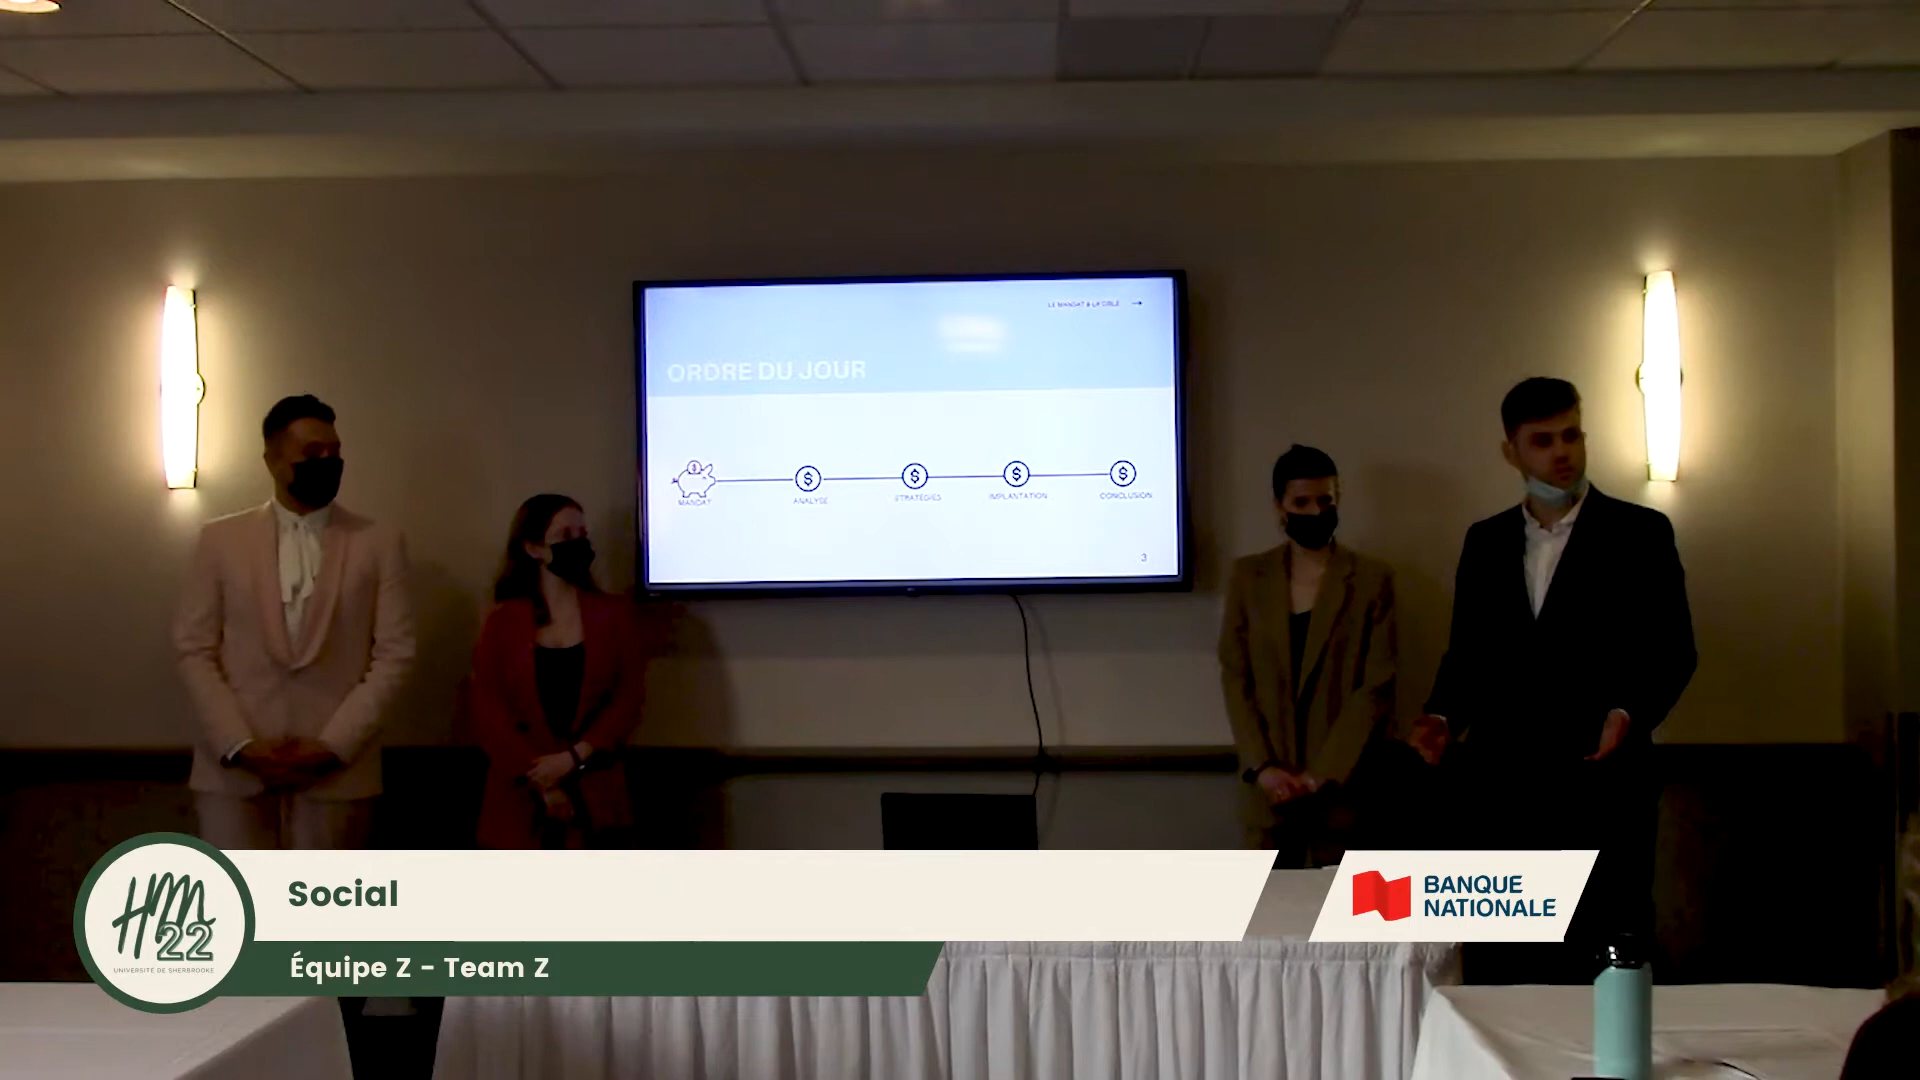 LE MANDAT & LA CIBLE →
ORDRE DU JOUR
MANDAT
ANALYSE
STRATÉGIES
IMPLANTATION
CONCLUSION
3
Social
BANQUE
NATIONALE
HM
22
UNIVERSITÉ DE SHERBROOKE
Équipe Z - Team Z